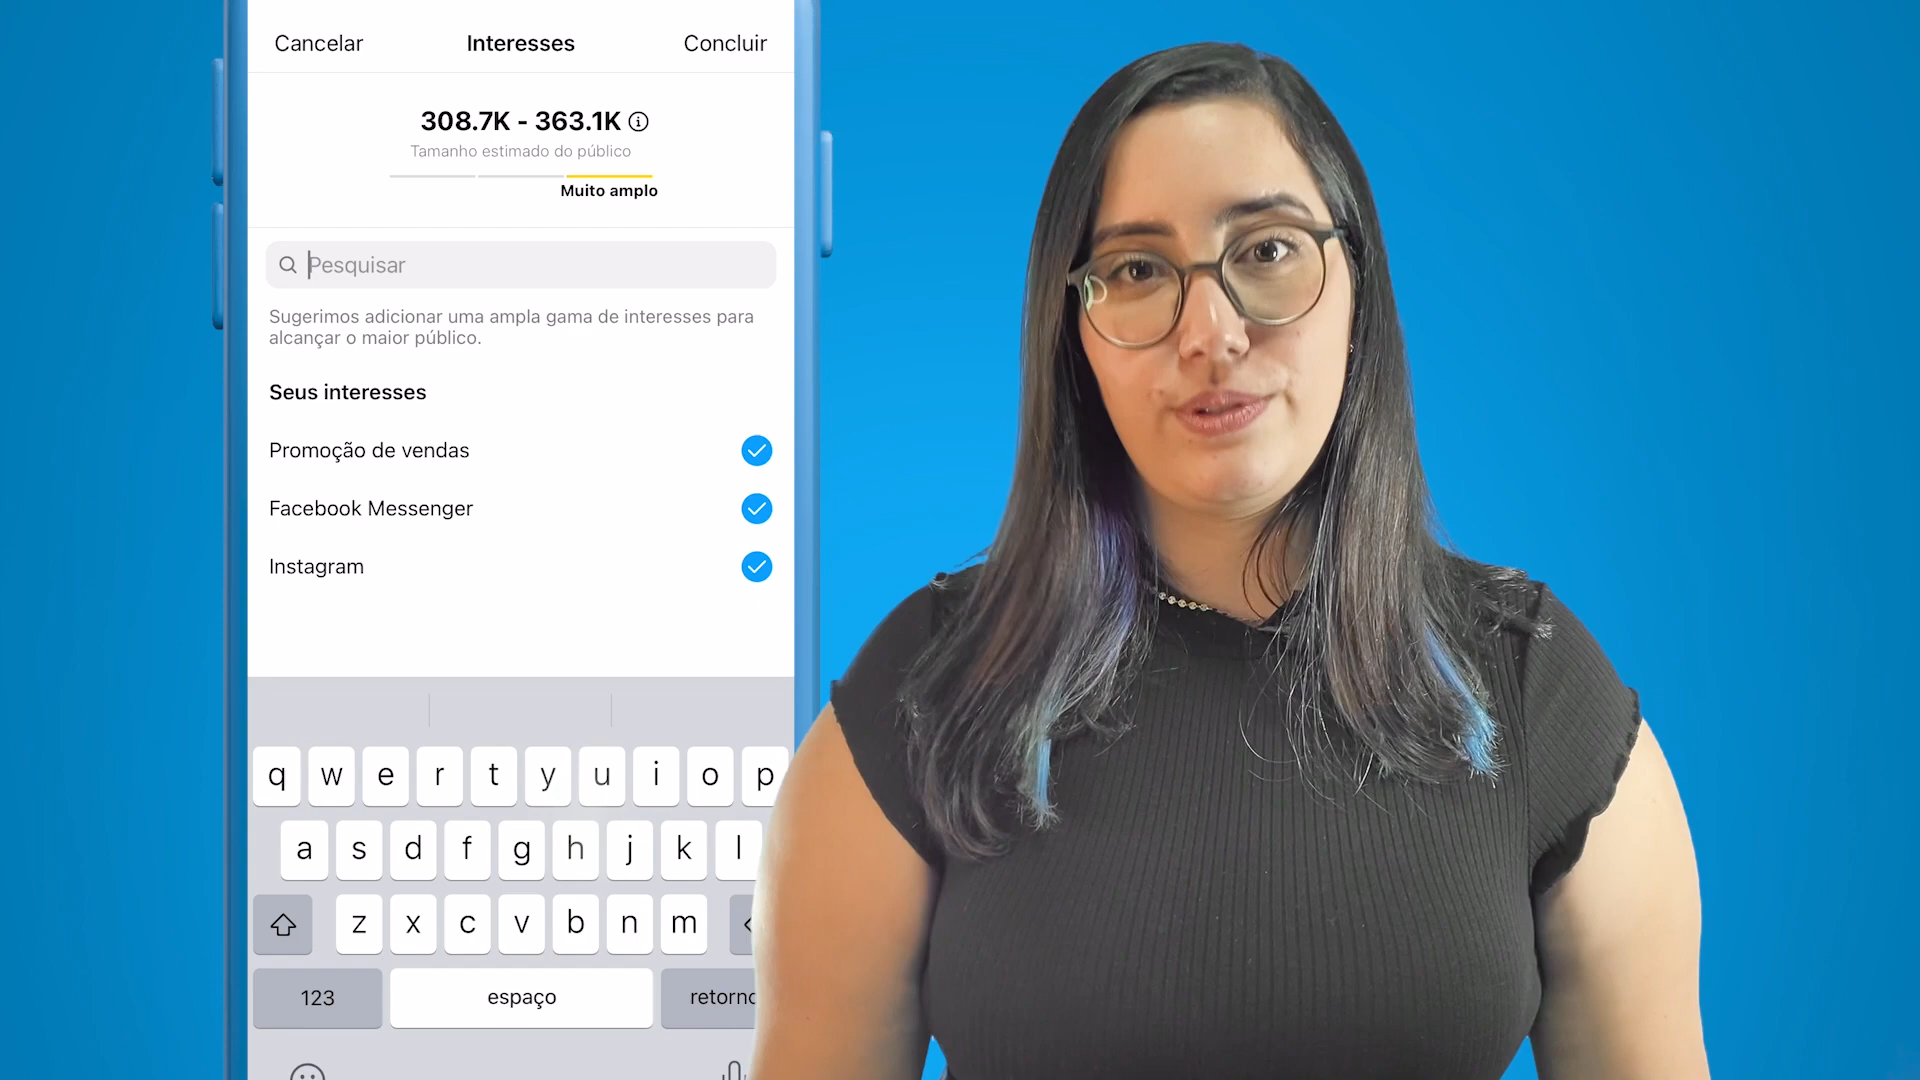 Cancelar Interesses Concluir
308.7K - 363.1K
Tamanho estimado do público
Muito amplo
Pesquisar
Sugerimos adicionar uma ampla gama de interesses para
alcançar o maior público.
Seus interesses
Promoção de vendas
Facebook Messenger
Instagram
q w e r t y u i o p
a s d f g h j k l
z x c v b n m
123 espaço retorno